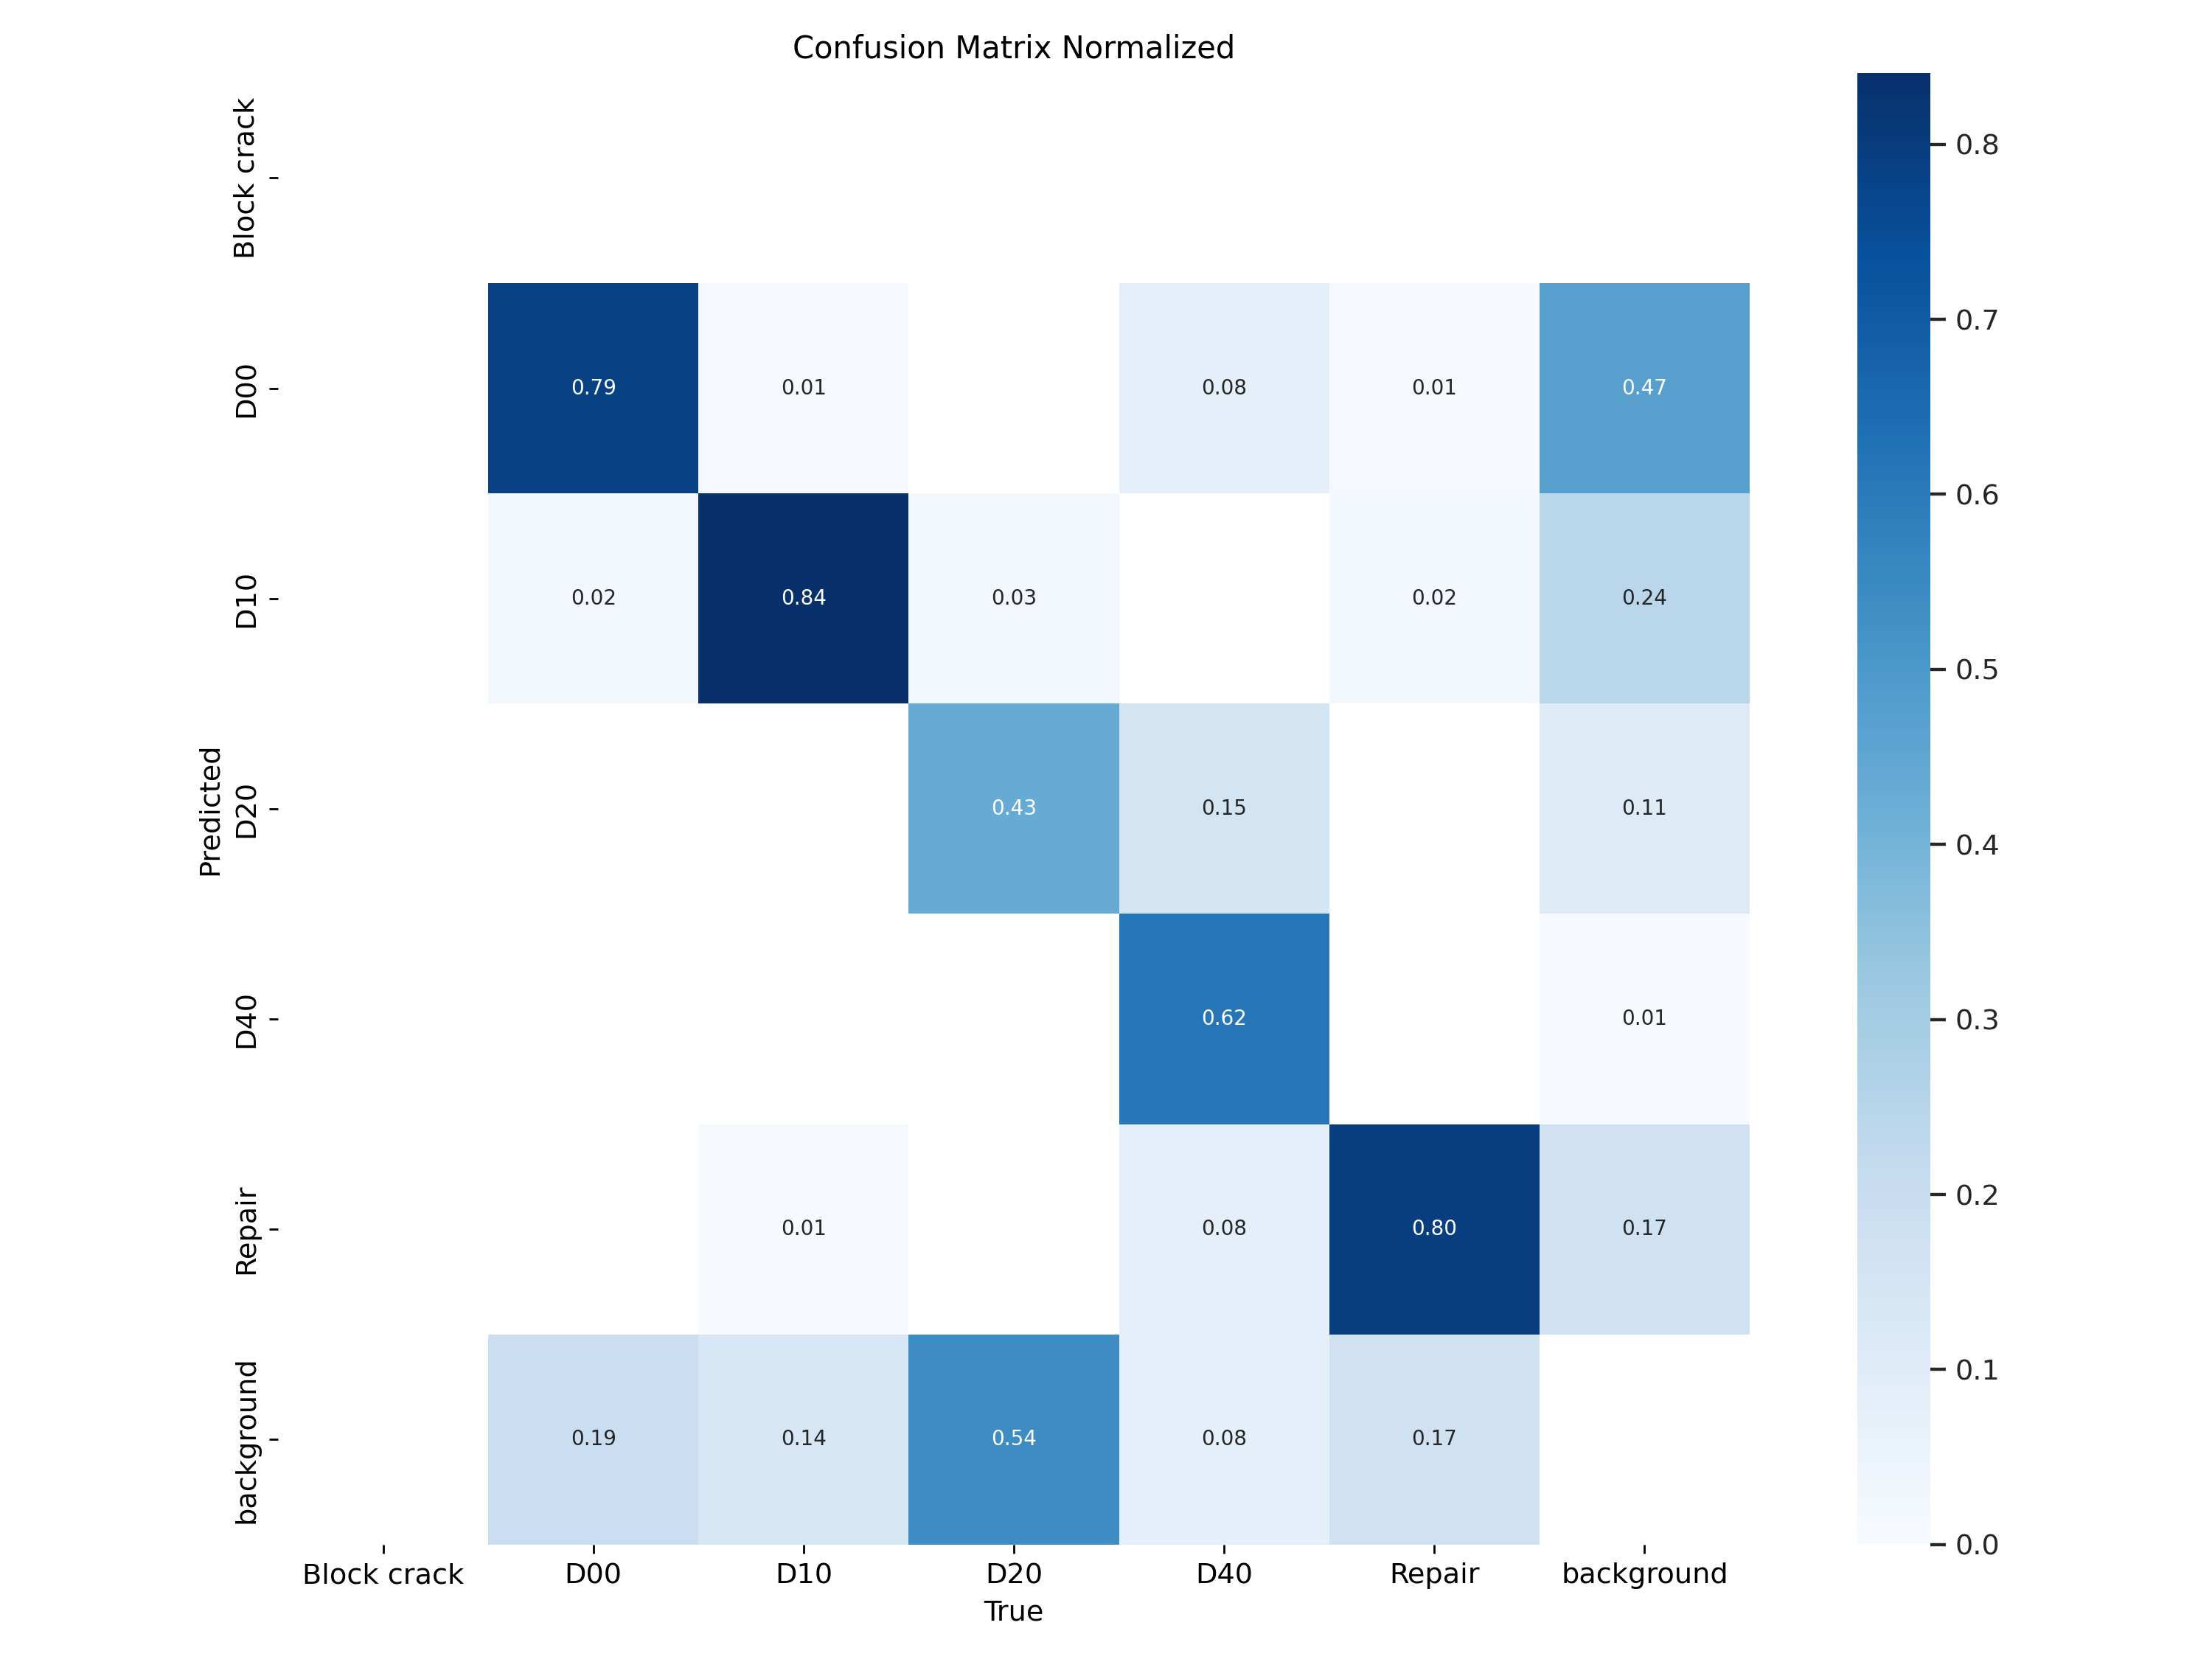 Confusion Matrix Normalized
Block crack
D00
0.79
0.01
0.08
0.01
0.47
D10
0.02
0.84
0.03
0.02
0.24
Predicted
D20
0.43
0.15
0.11
D40
0.62
0.01
Repair
0.01
0.08
0.80
0.17
background
0.19
0.14
0.54
0.08
0.17
Block crack
D00
D10
D20
D40
Repair
background
True
0.8
0.7
0.6
0.5
0.4
0.3
0.2
0.1
0.0